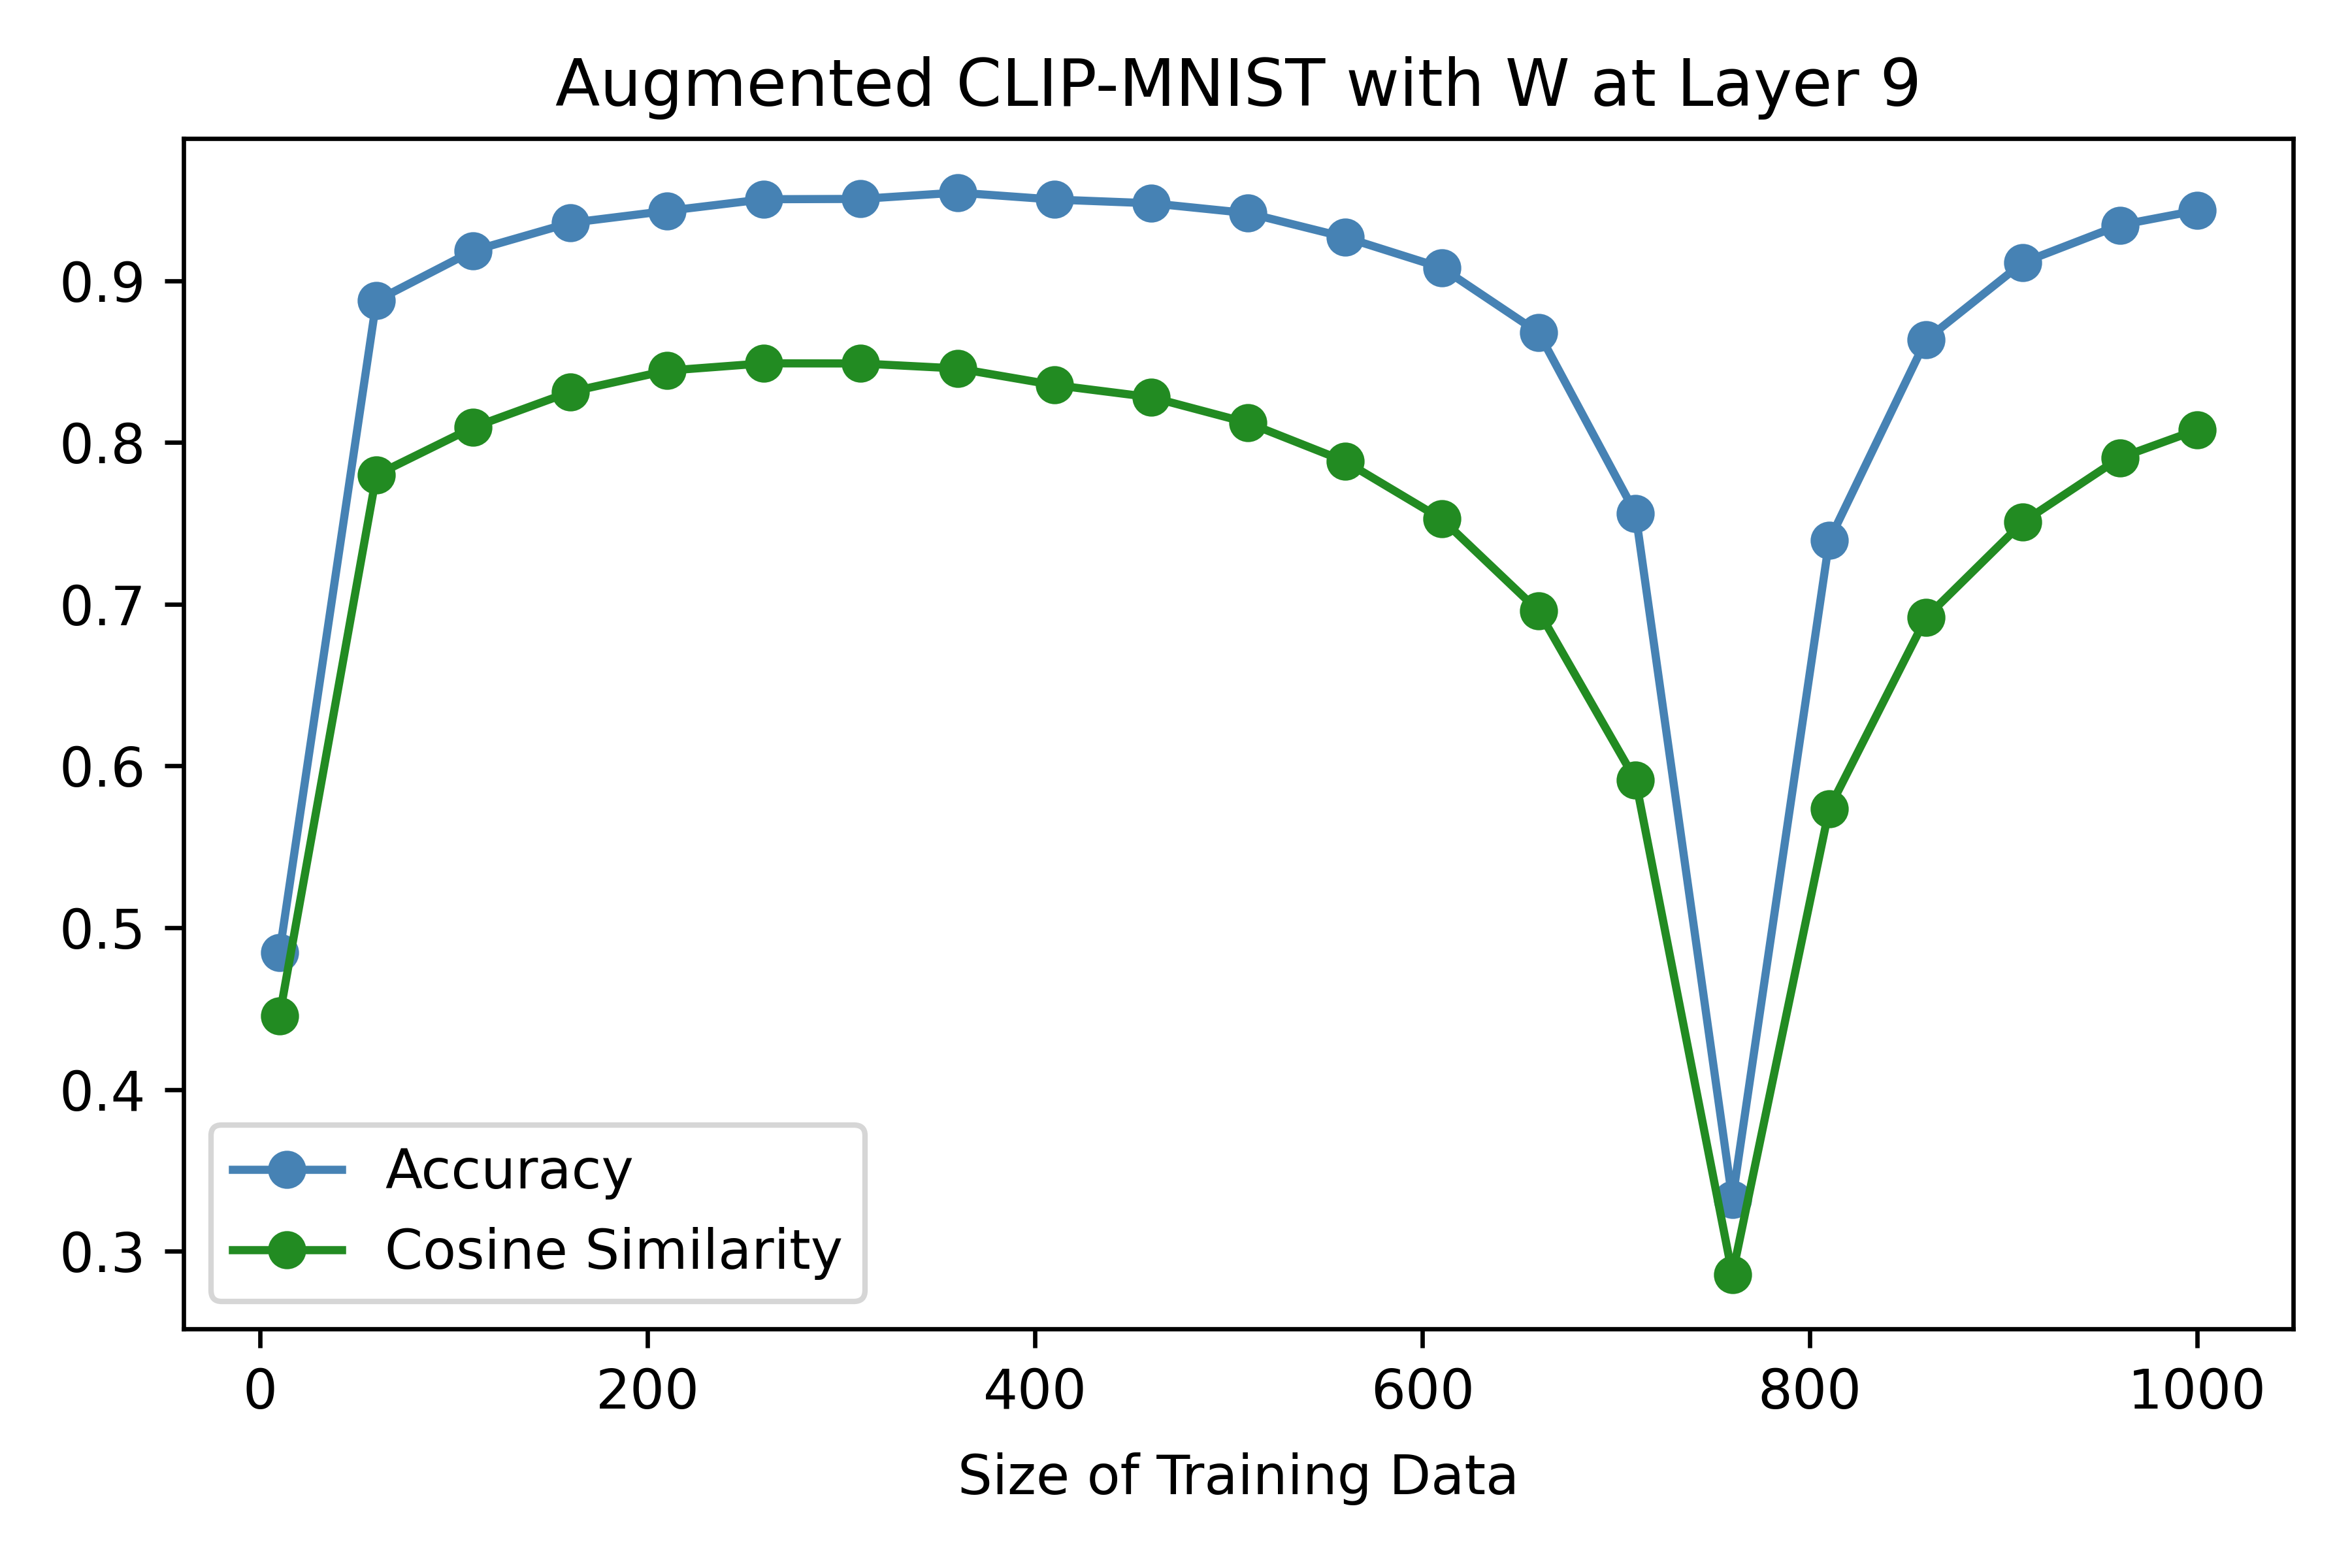 Augmented CLIP-MNIST with W at Layer 9
0.9
0.8
0.7
0.6
0.5
0.4
0.3
Accuracy
Cosine Similarity
0 200 400 600 800 1000
Size of Training Data